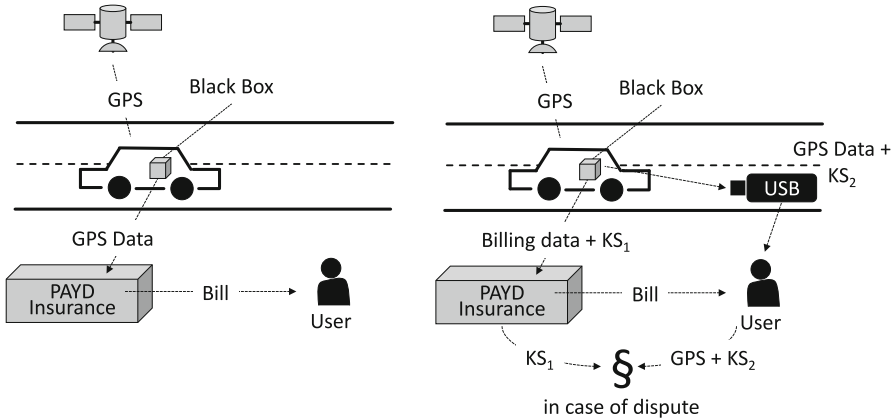 Black Box
GPS
GPS Data
PAYD
Insurance
Bill
User
Black Box
GPS
GPS Data +
KS₂
USB
Billing data + KS₁
PAYD
Insurance
Bill
User
KS₁
§
GPS + KS₂
in case of dispute